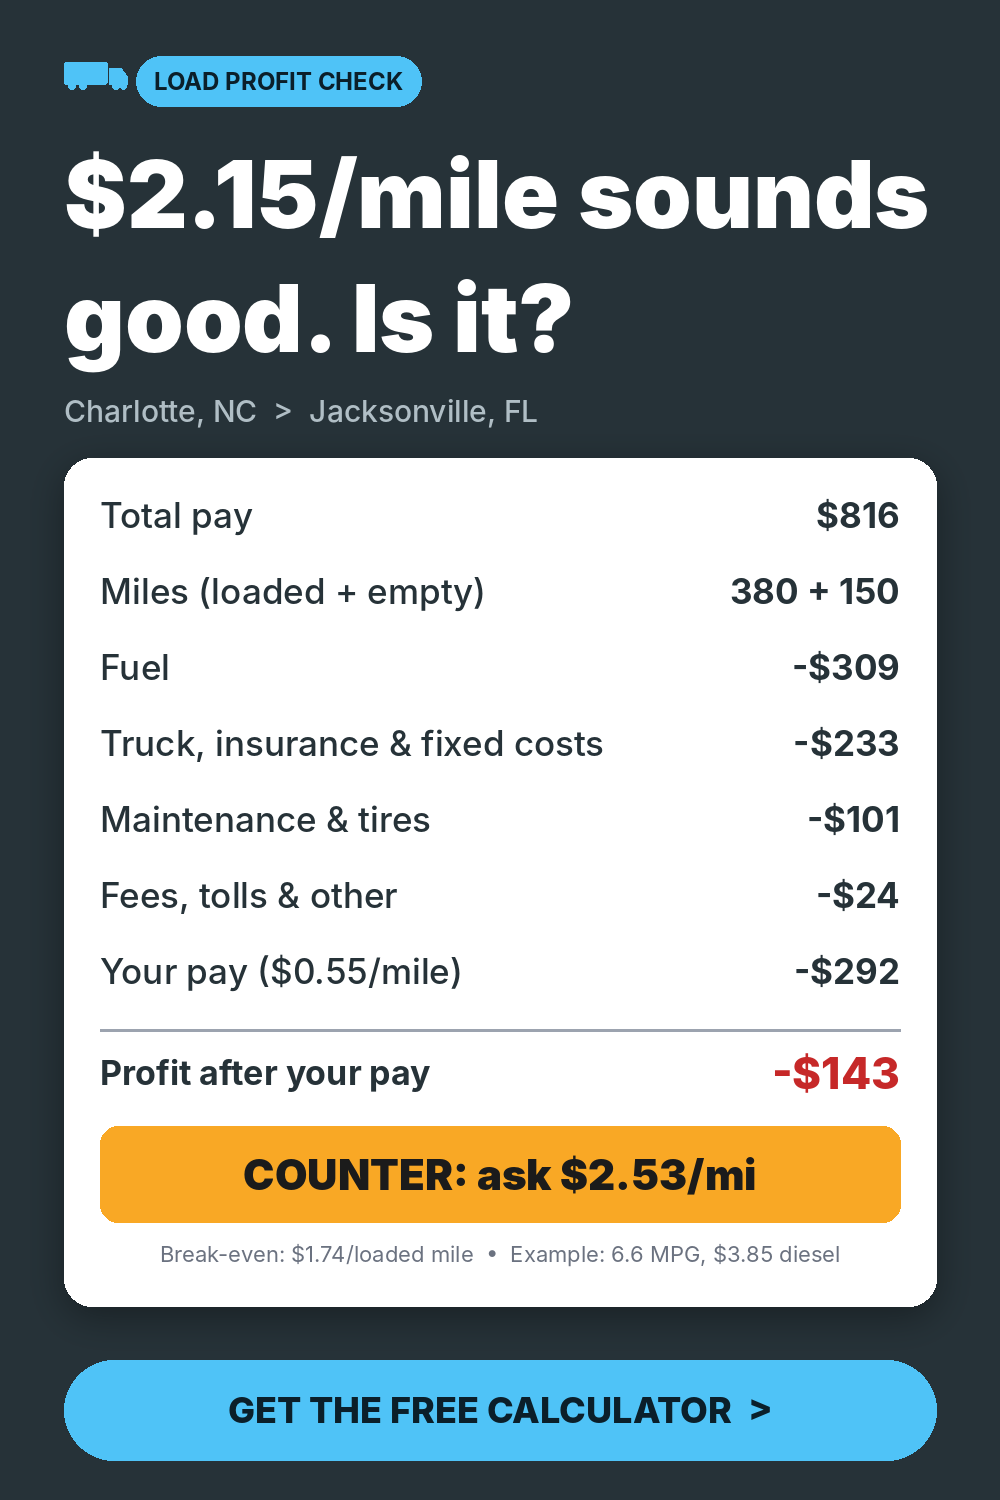 LOAD PROFIT CHECK
$2.15/mile sounds
good. Is it?
Charlotte, NC > Jacksonville, FL
Total pay $816
Miles (loaded + empty) 380 + 150
Fuel -$309
Truck, insurance & fixed costs -$233
Maintenance & tires -$101
Fees, tolls & other -$24
Your pay ($0.55/mile) -$292
Profit after your pay -$143
COUNTER: ask $2.53/mi
Break-even: $1.74/loaded mile • Example: 6.6 MPG, $3.85 diesel
GET THE FREE CALCULATOR >